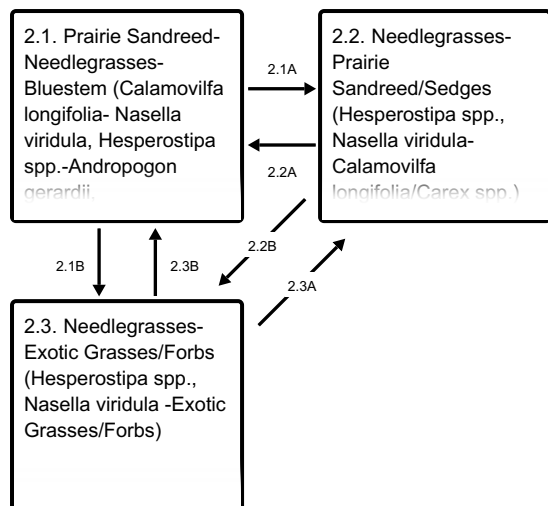 2.1. Prairie Sandreed-
Needlegrasses-
Bluestem (Calamovilfa
longifolia- Nasella
viridula, Hesperostipa
spp.-Andropogon
gerardii,
2.1A
2.2A
2.2. Needlegrasses-
Prairie
Sandreed/Sedges
(Hesperostipa spp.,
Nasella viridula-
Calamovilfa
longifolia/Carex spp.)
2.1B
2.3B
2.2B
2.3A
2.3. Needlegrasses-
Exotic Grasses/Forbs
(Hesperostipa spp.,
Nasella viridula -Exotic
Grasses/Forbs)